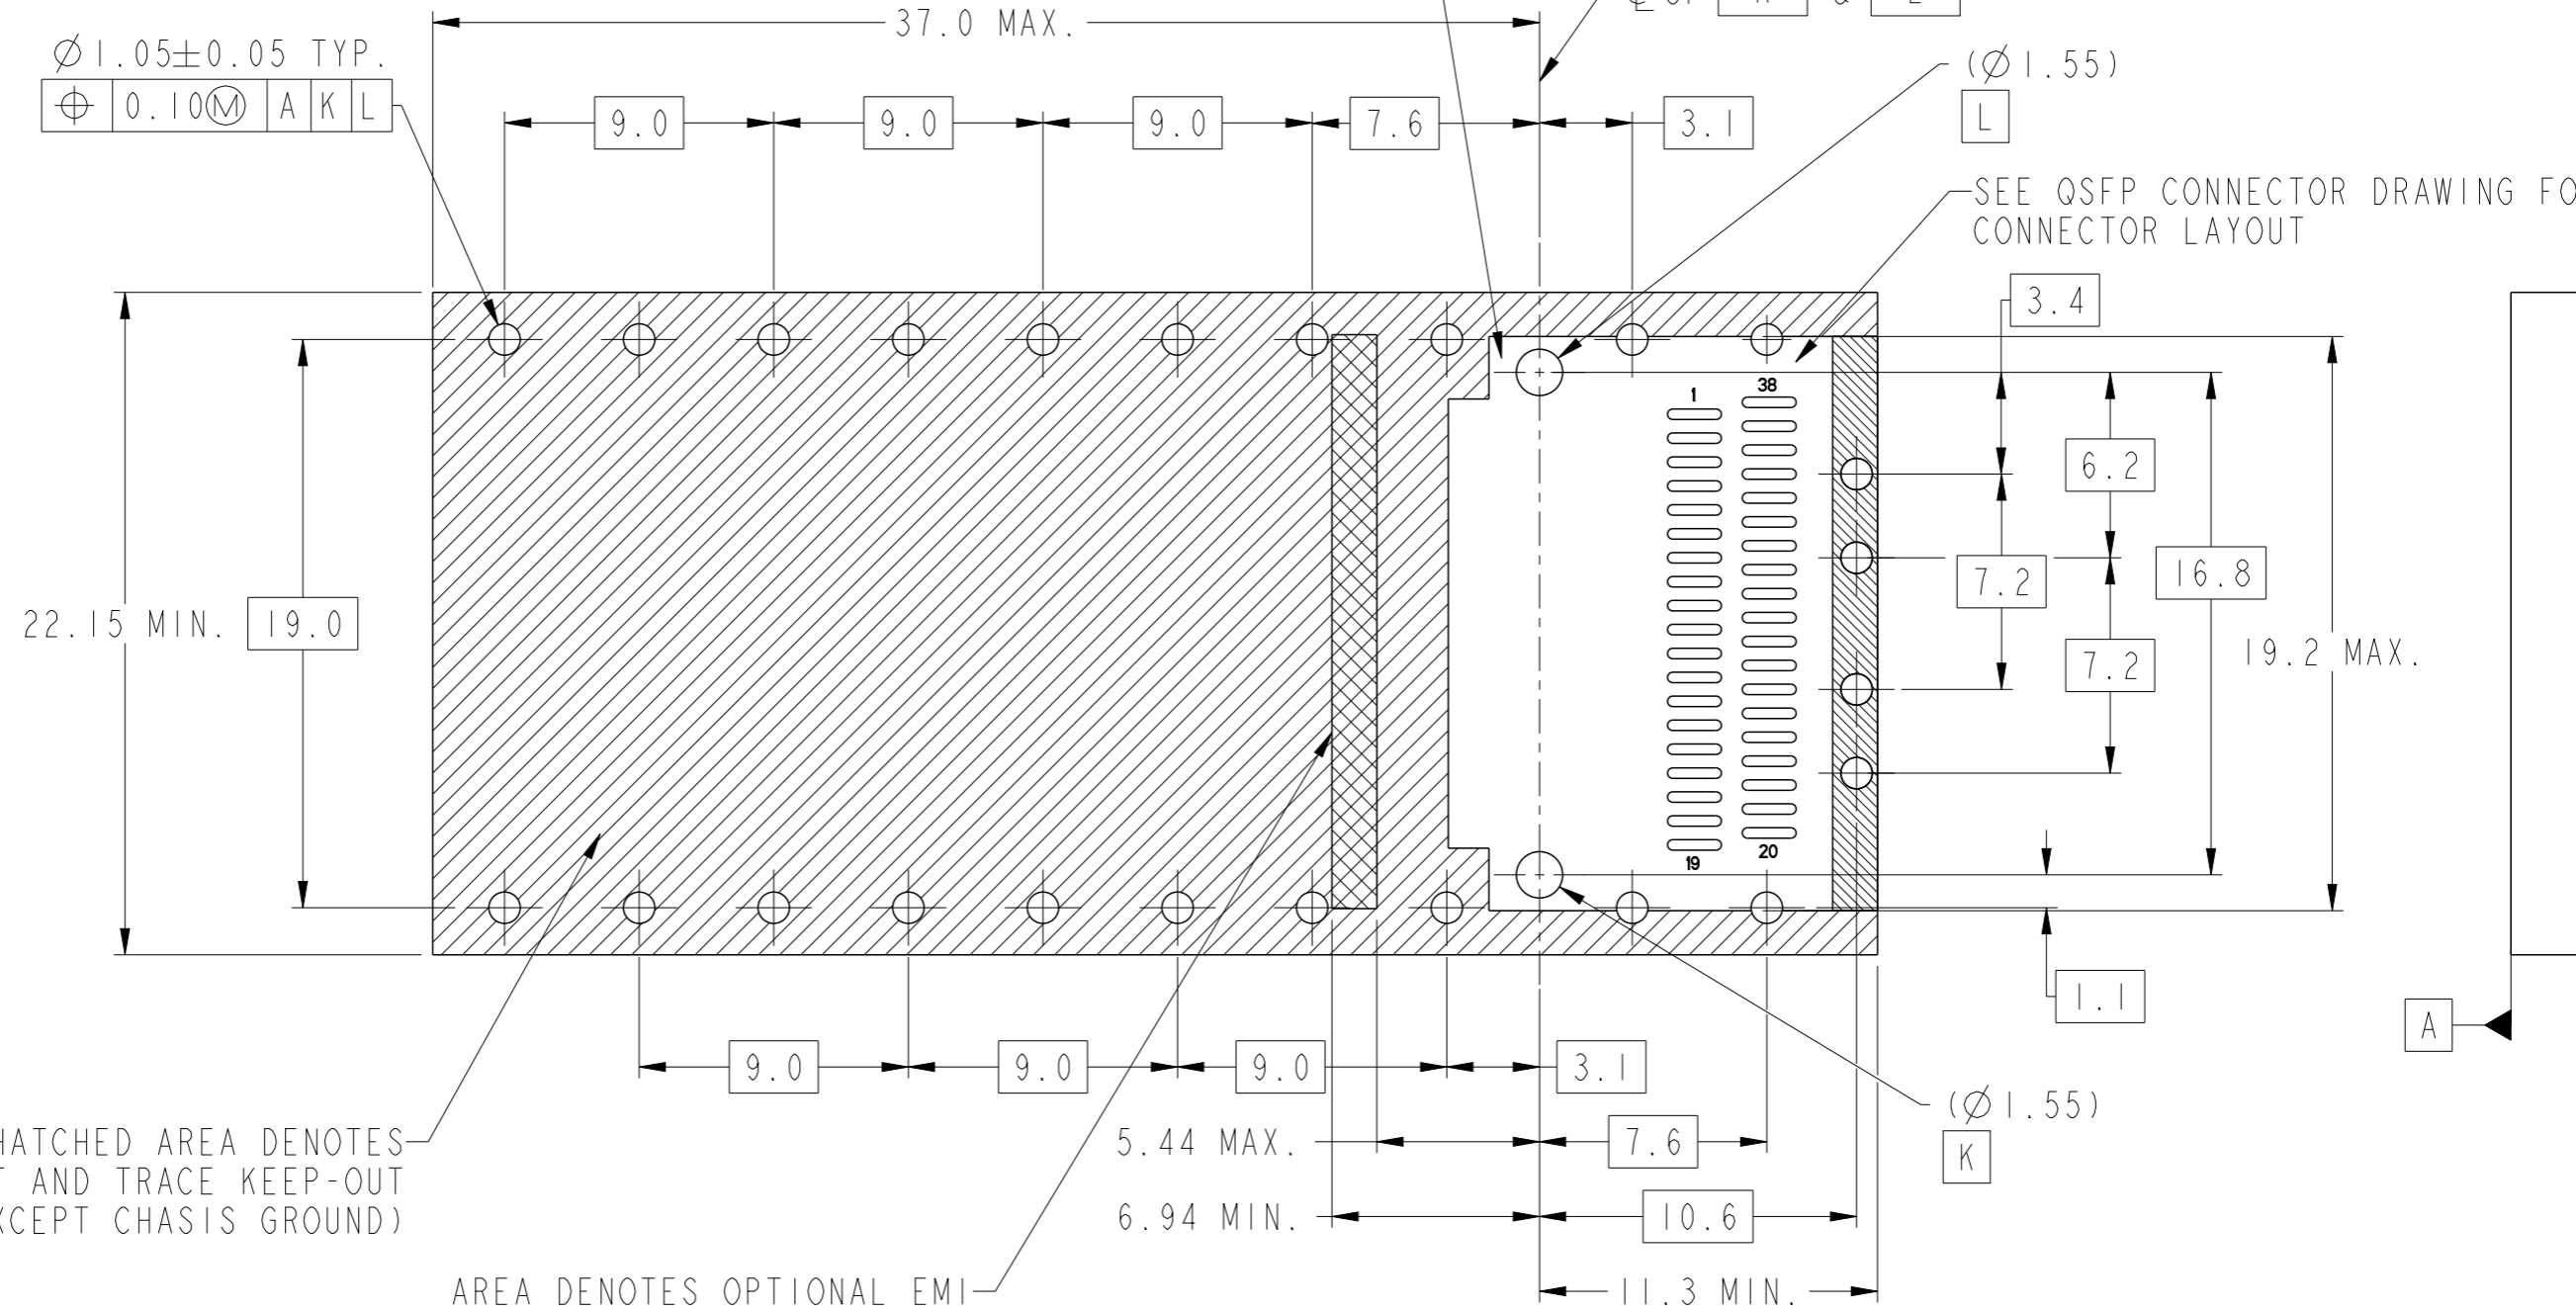 37.0 MAX.
Ø1.05±0.05 TYP.
⌖ 0.10Ⓜ A K L
9.0
9.0
9.0
7.6
3.1
(Ø1.55)
L
SEE QSFP CONNECTOR DRAWING
CONNECTOR LAYOUT
3.4
1
38
6.2
16.8
7.2
22.15 MIN.
19.0
7.2
19.2 MAX.
19
20
1.1
A
9.0
9.0
9.0
3.1
(Ø1.55)
K
HATCHED AREA DENOTES
AND TRACE KEEP-OUT
CHASIS GROUND)
5.44 MAX.
7.6
6.94 MIN.
10.6
AREA DENOTES OPTIONAL EMI
11.3 MIN.